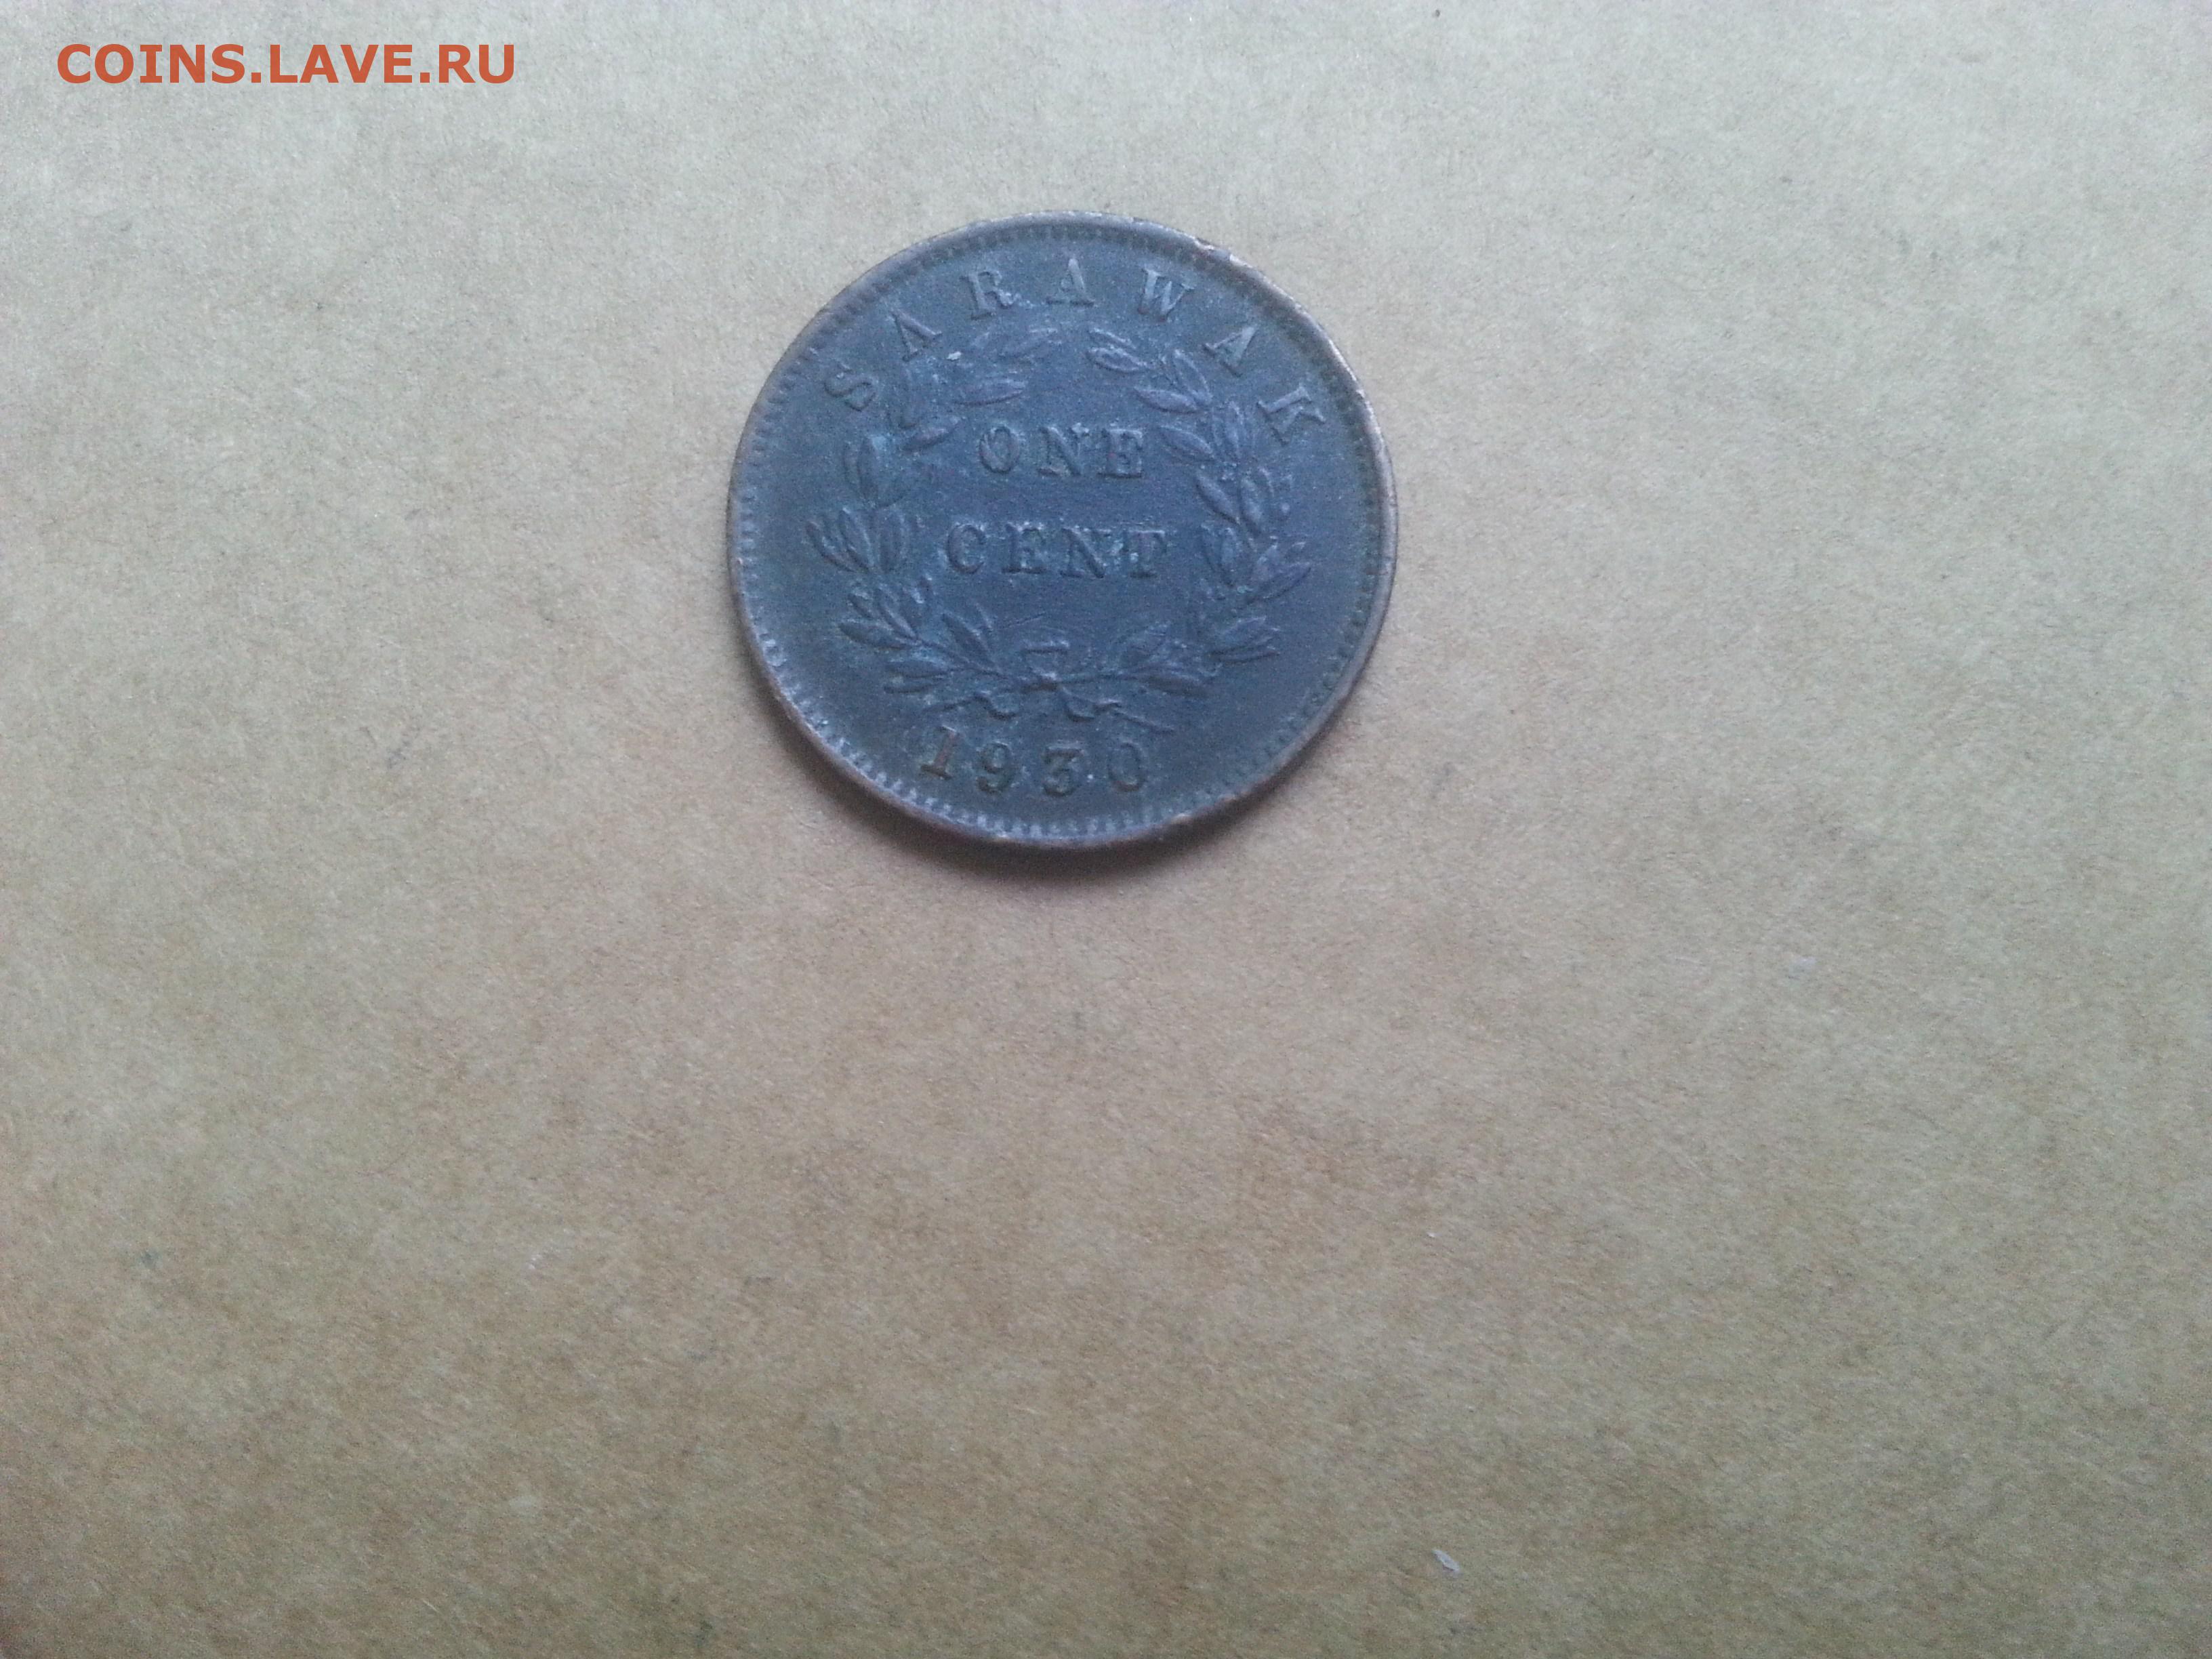 COINS.LAVE.RU
SARAWAK
ONE
CENT
1930